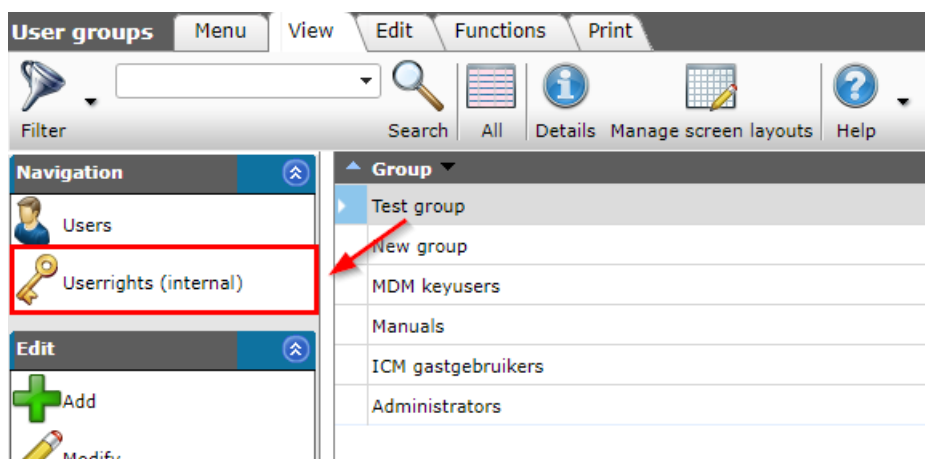 User groups Menu View Edit Functions Print
Filter Search All Details Manage screen layouts Help
Navigation
Users
Userrights (internal)
Edit
Add
Modify
Group
Test group
New group
MDM keyusers
Manuals
ICM gastgebruikers
Administrators